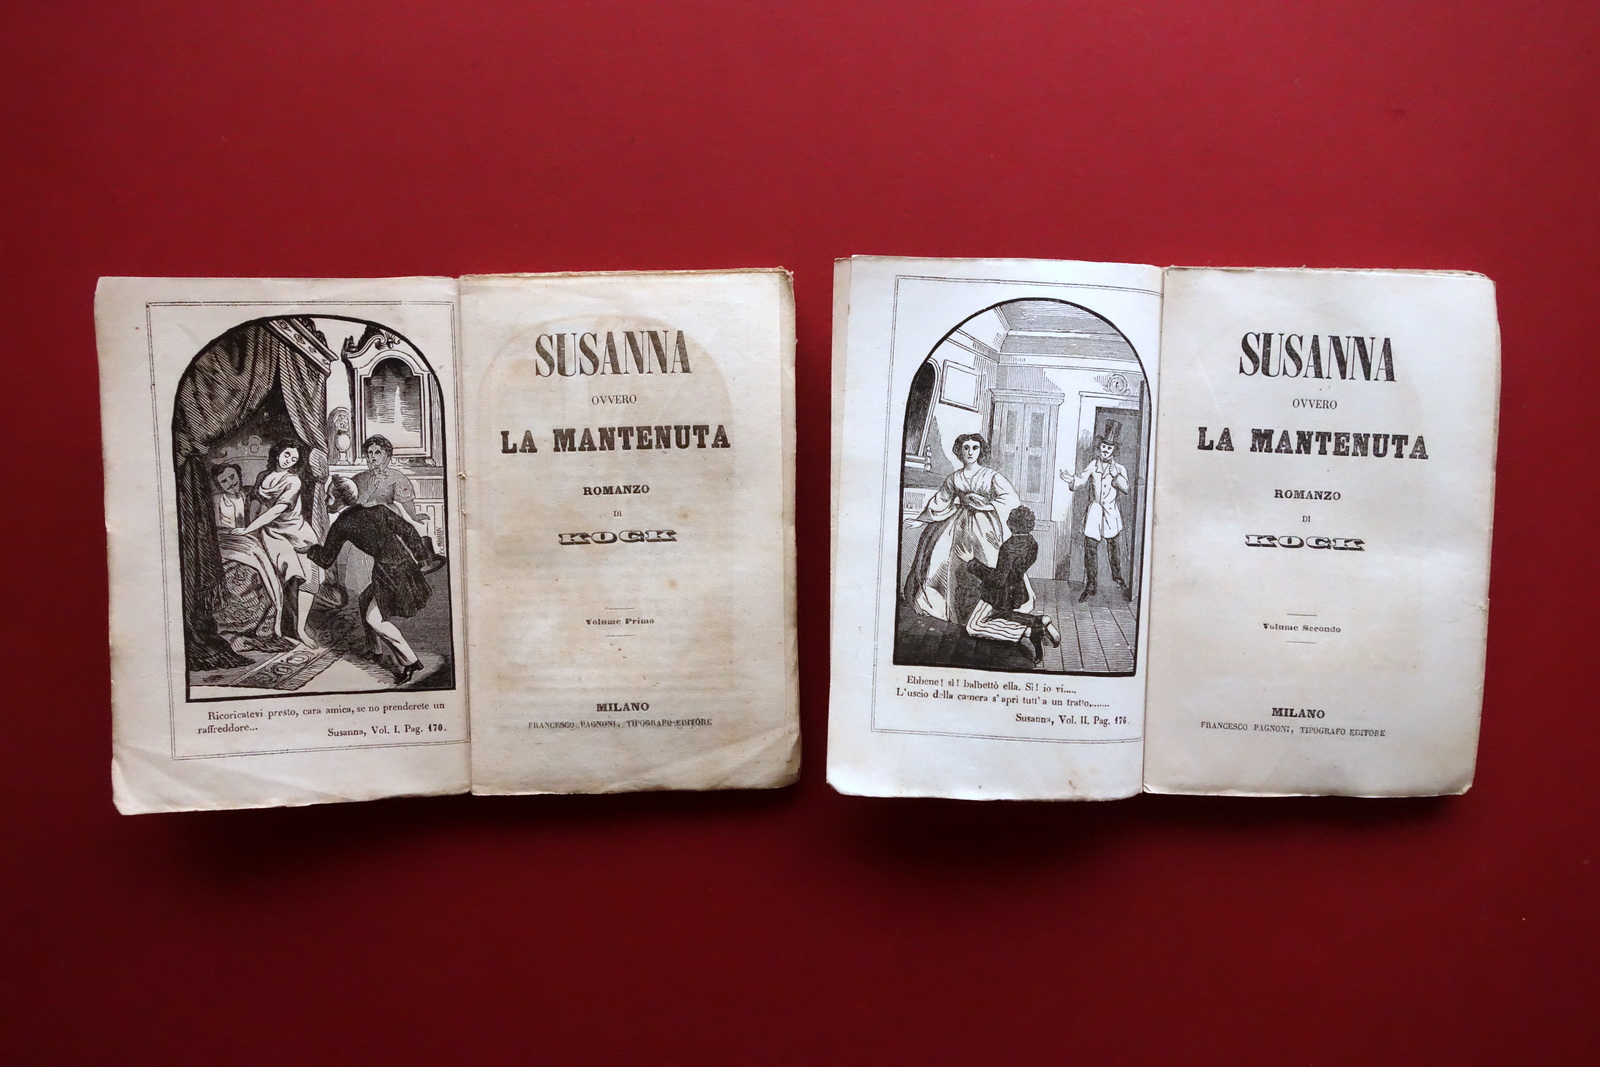 Ricoricatevi presto, cara amica, se no prenderete un
raffreddore...
Susanna, Vol. I. Pag. 170.
SUSANNA
OVVERO
LA MANTENUTA
ROMANZO
DI
KOCK
Volume Primo
MILANO
FRANCESCO PAGNONI, TIPOGRAFO EDITORE
Ebbene! sì! balbettò ella. Sì! io vi.....
L'uscio della camera s'aprì tutt'a un tratto.......
Susanna, Vol. II. Pag. 176.
SUSANNA
OVVERO
LA MANTENUTA
ROMANZO
DI
KOCK
Volume Secondo
MILANO
FRANCESCO PAGNONI, TIPOGRAFO EDITORE